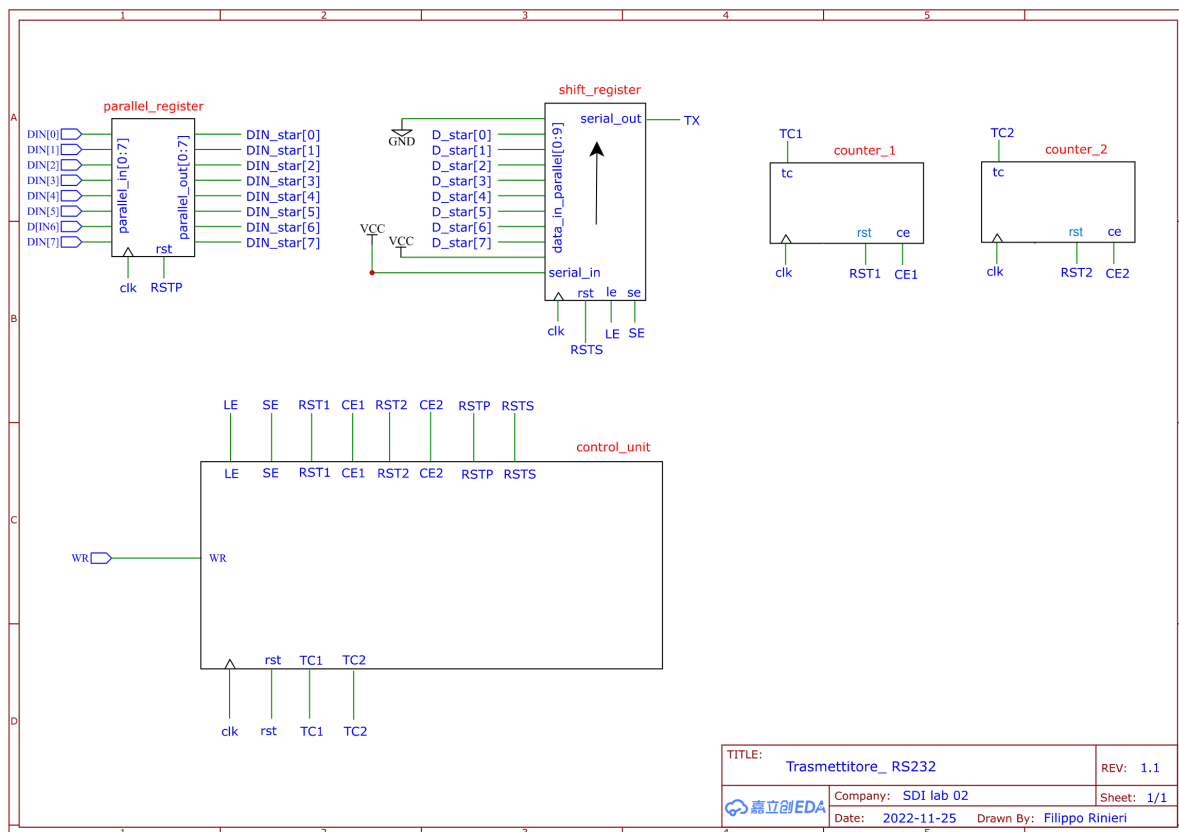 1 2 3 4 5
A
B
C
D
parallel_register
DIN[0]
DIN[1]
DIN[2]
DIN[3]
DIN[4]
DIN[5]
D[IN6]
DIN[7]
parallel_in[0:7]
parallel_out[0:7]
rst
clk
RSTP
DIN_star[0]
DIN_star[1]
DIN_star[2]
DIN_star[3]
DIN_star[4]
DIN_star[5]
DIN_star[6]
DIN_star[7]
shift_register
GND
D_star[0]
D_star[1]
D_star[2]
D_star[3]
D_star[4]
D_star[5]
D_star[6]
D_star[7]
VCC
VCC
data_in_parallel[0:9]
serial_out
TX
serial_in
rst le se
clk
RSTS
LE
SE
TC1
counter_1
tc
rst ce
clk
RST1
CE1
TC2
counter_2
tc
rst ce
clk
RST2
CE2
LE SE RST1 CE1 RST2 CE2 RSTP RSTS
control_unit
LE SE RST1 CE1 RST2 CE2 RSTP RSTS
WR
WR
rst TC1 TC2
clk rst TC1 TC2
TITLE:
Trasmettitore_ RS232
REV: 1.1
嘉立创EDA
Company: SDI lab 02
Sheet: 1/1
Date: 2022-11-25 Drawn By: Filippo Rinieri
1 2 3 4 5